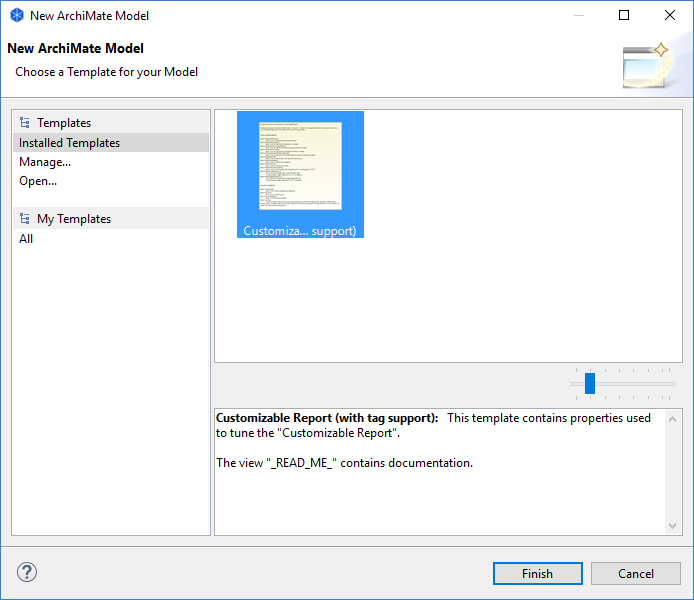 New ArchiMate Model
New ArchiMate Model
Choose a Template for your Model
Templates
Installed Templates
Manage...
Open...
My Templates
All
Customiza... support)
Customizable Report (with tag support): This template contains properties used
to tune the "Customizable Report".
The view "_READ_ME_" contains documentation.
?
Finish
Cancel